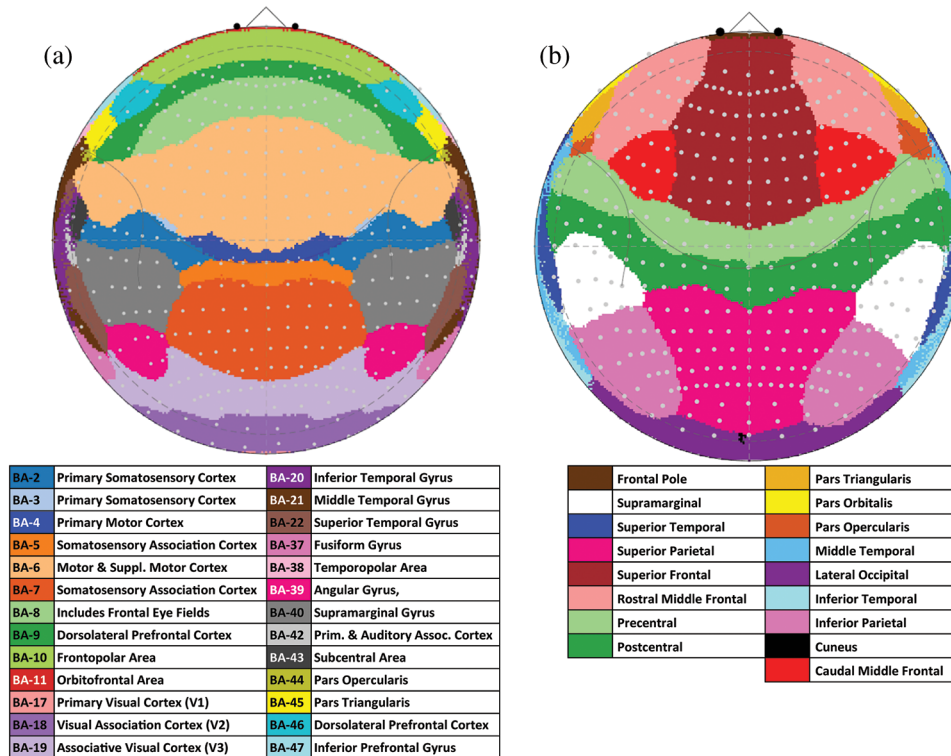 (a)
(b)
BA-2 Primary Somatosensory Cortex BA-20 Inferior Temporal Gyrus
BA-3 Primary Somatosensory Cortex BA-21 Middle Temporal Gyrus
BA-4 Primary Motor Cortex BA-22 Superior Temporal Gyrus
BA-5 Somatosensory Association Cortex BA-37 Fusiform Gyrus
BA-6 Motor & Suppl. Motor Cortex BA-38 Temporopolar Area
BA-7 Somatosensory Association Cortex BA-39 Angular Gyrus,
BA-8 Includes Frontal Eye Fields BA-40 Supramarginal Gyrus
BA-9 Dorsolateral Prefrontal Cortex BA-42 Prim. & Auditory Assoc. Cortex
BA-10 Frontopolar Area BA-43 Subcentral Area
BA-11 Orbitofrontal Area BA-44 Pars Opercularis
BA-17 Primary Visual Cortex (V1) BA-45 Pars Triangularis
BA-18 Visual Association Cortex (V2) BA-46 Dorsolateral Prefrontal Cortex
BA-19 Associative Visual Cortex (V3) BA-47 Inferior Prefrontal Gyrus
Frontal Pole Pars Triangularis
Supramarginal Pars Orbitalis
Superior Temporal Pars Opercularis
Superior Parietal Middle Temporal
Superior Frontal Lateral Occipital
Rostral Middle Frontal Inferior Temporal
Precentral Inferior Parietal
Postcentral Cuneus
Caudal Middle Frontal